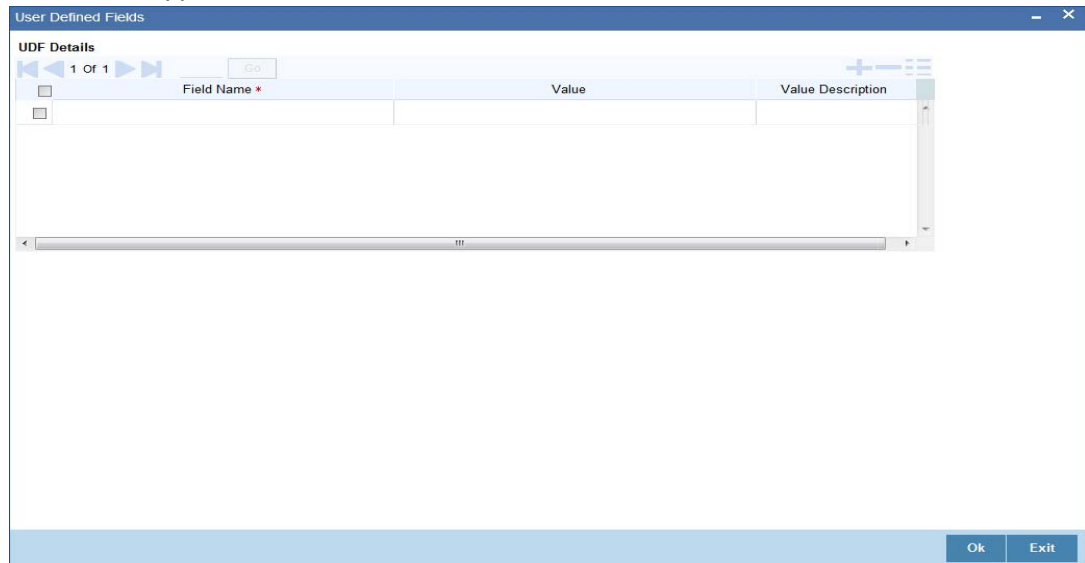 User Defined Fields
UDF Details
1 Of 1 Go
Field Name * Value Value Description
Ok Exit